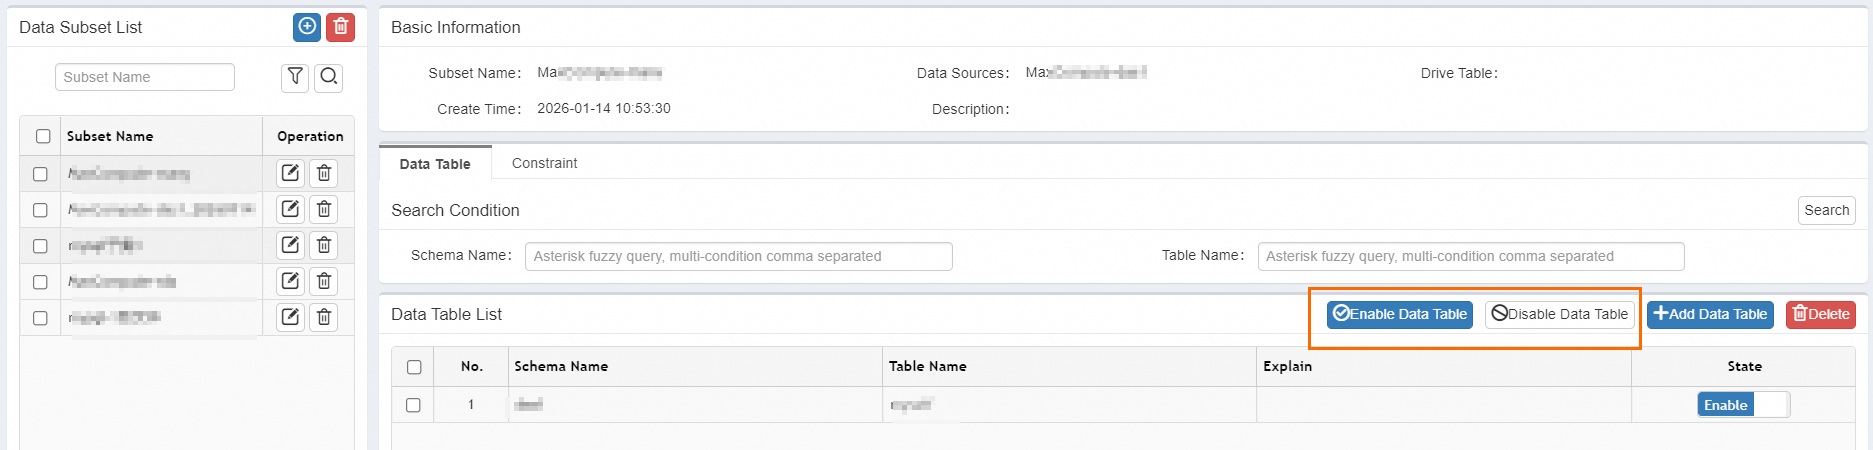 Data Subset List
Subset Name
Subset Name Operation
Basic Information
Subset Name: Ma
Data Sources: Max
Drive Table:
Create Time: 2026-01-14 10:53:30
Description:
Data Table Constraint
Search Condition
Search
Schema Name: Asterisk fuzzy query, multi-condition comma separated
Table Name: Asterisk fuzzy query, multi-condition comma separated
Data Table List
Enable Data Table Disable Data Table Add Data Table Delete
No. Schema Name Table Name Explain State
1 Enable